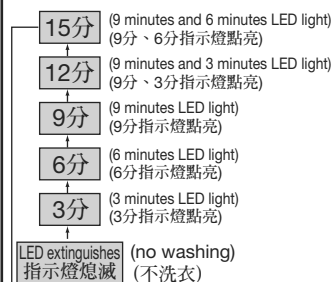 15分 (9 minutes and 6 minutes LED light)
(9分、6分指示燈點亮)
12分 (9 minutes and 3 minutes LED light)
(9分、3分指示燈點亮)
9分 (9 minutes LED light)
(9分指示燈點亮)
6分 (6 minutes LED light)
(6分指示燈點亮)
3分 (3 minutes LED light)
(3分指示燈點亮)
LED extinguishes (no washing)
指示燈熄滅 (不洗衣)